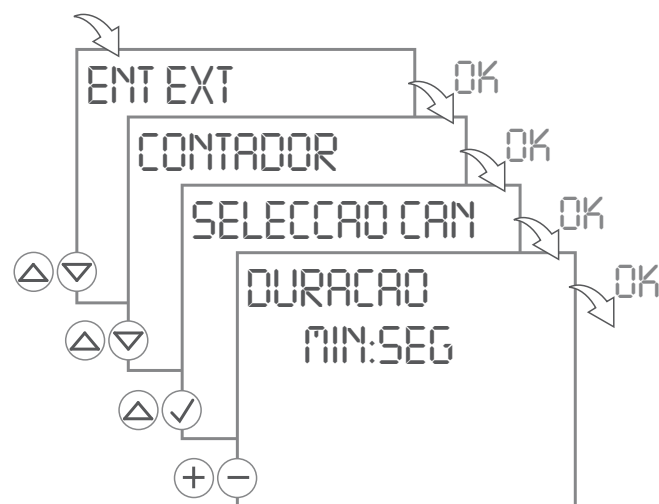 ENT EXT
OK
CONTADOR
OK
SELECCAO CAN
OK
DURACAO
OK
MIN:SEG